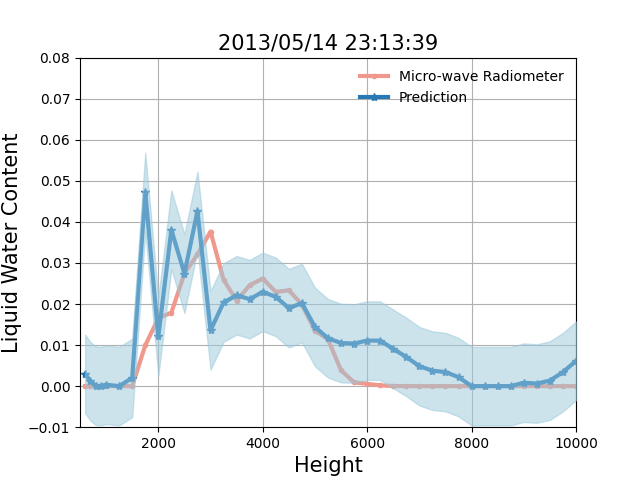 2013/05/14 23:13:39
0.08
0.07
0.06
0.05
0.04
0.03
0.02
0.01
0.00
−0.01
Liquid Water Content
Micro-wave Radiometer
Prediction
2000 4000 6000 8000 10000
Height